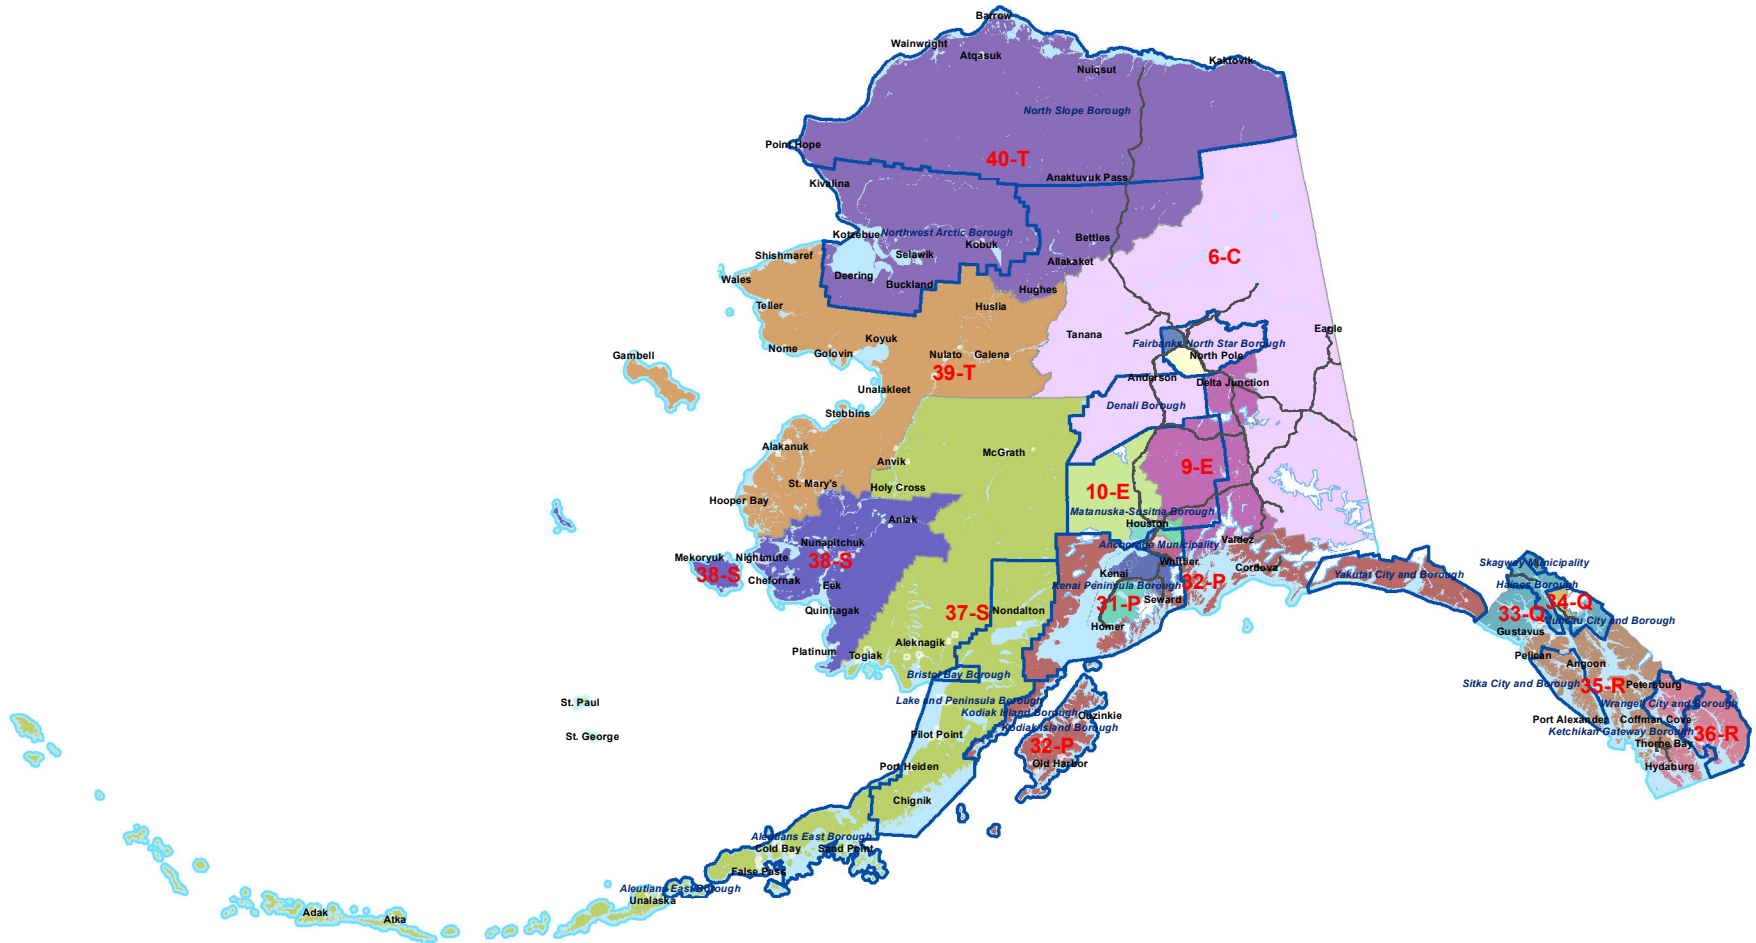 Barrow
Wainwright
Atqasuk
Nuiqsut
Kaktovik
North Slope Borough
Point Hope
40-T
Anaktuvuk Pass
Kivalina
Kotzebue
Northwest Arctic Borough
Kobuk
Bettles
Shishmaref
Selawik
Allakaket
6-C
Wales
Deering
Buckland
Hughes
Teller
Huslia
Eagle
Tanana
Koyuk
Fairbanks North Star Borough
Nome
Golovin
Nulato
Galena
North Pole
Gambell
39-T
Anderson
Delta Junction
Unalakleet
Denali Borough
Stebbins
Alakanuk
McGrath
Anvik
9-E
St. Mary's
Holy Cross
10-E
Hooper Bay
Matanuska-Susitna Borough
Aniak
Houston
Nunapitchuk
Anchorage Municipality
Valdez
Mekoryuk
Nightmute
38-S
Whittier
Cordova
Yakutat City and Borough
Skagway Municipality
38-S
Chefornak
Eek
Kenai
Kenai Peninsula Borough
32-P
Haines Borough
Quinhagak
37-S
Nondalton
31-P
Seward
33-Q
34-Q
Homer
Juneau City and Borough
Gustavus
Aleknagik
Platinum
Togiak
Pelican
Angoon
Bristol Bay Borough
Sitka City and Borough
35-R
Petersburg
St. Paul
Lake and Peninsula Borough
Wrangell City and Borough
Kodiak Island Borough
Ouzinkie
Port Alexander
Coffman Cove
Kodiak Island Borough
Ketchikan Gateway Borough
36-R
St. George
Pilot Point
32-P
Thorne Bay
Old Harbor
Hydaburg
Port Heiden
Chignik
Aleutians East Borough
Cold Bay
Sand Point
False Pass
Aleutians East Borough
Unalaska
Adak
Atka